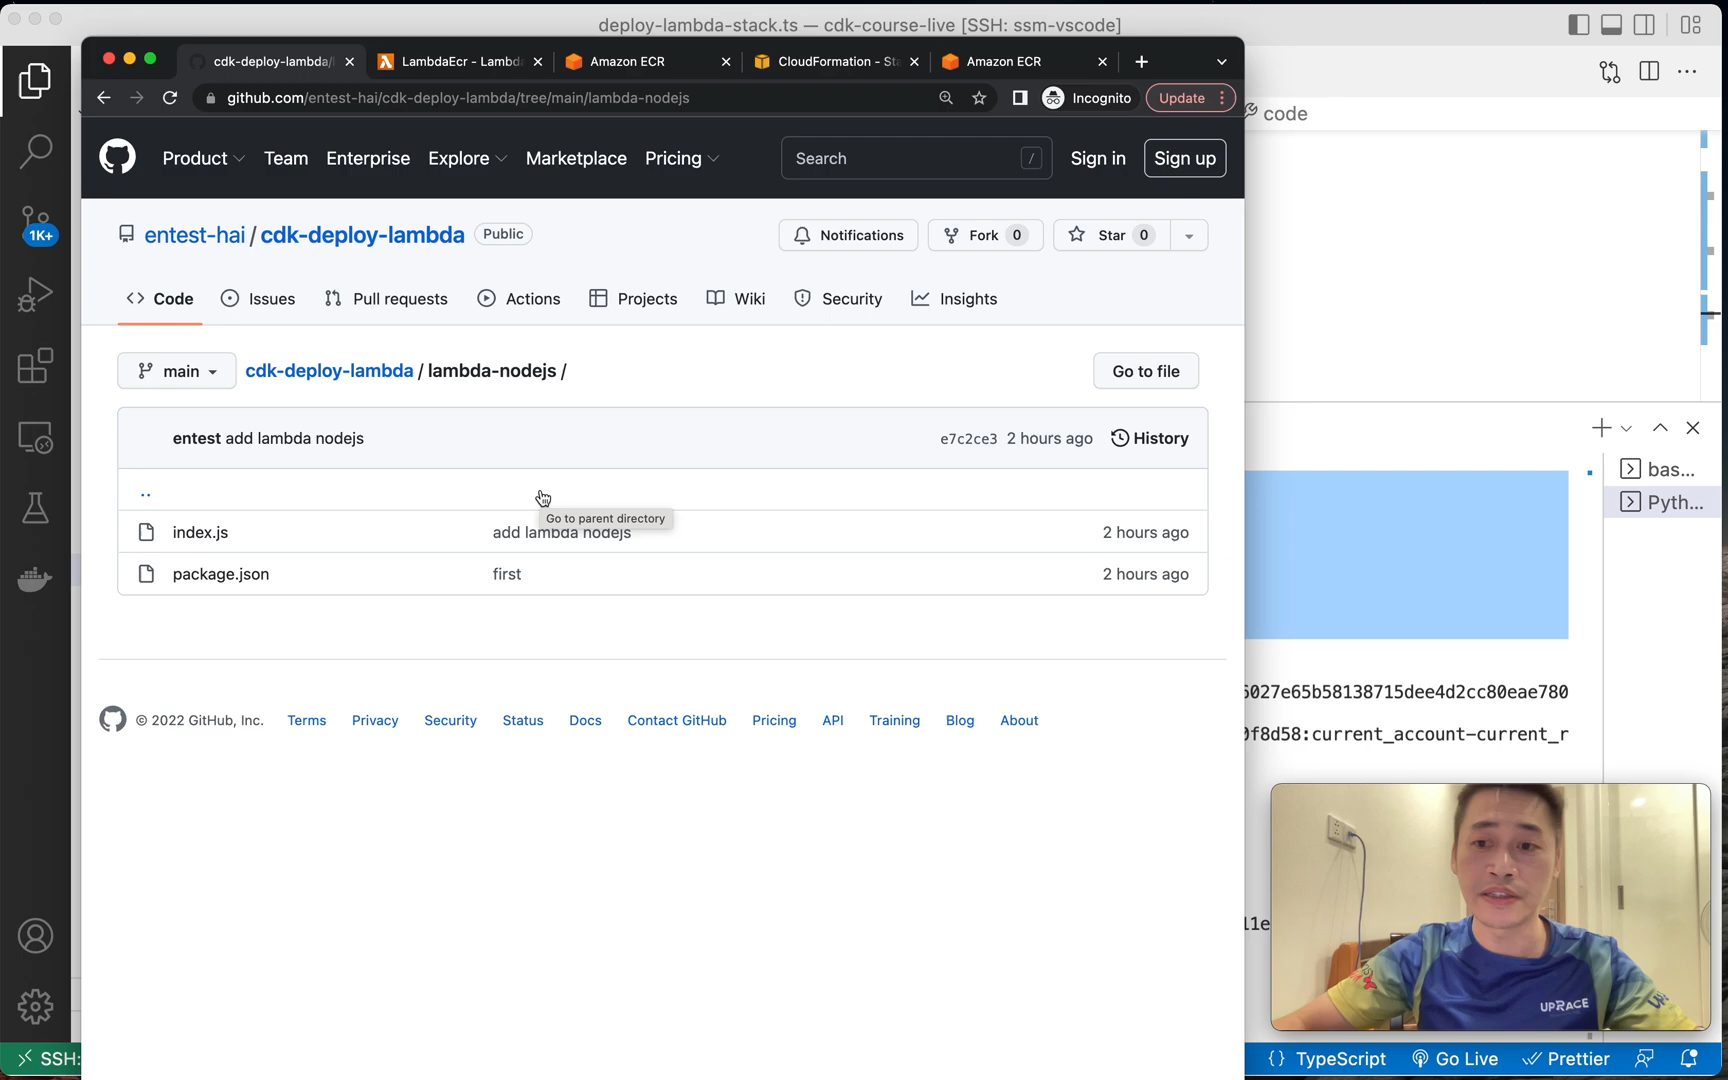 deploy-lambda-stack.ts — cdk-course-live [SSH: ssm-vscode]
cdk-deploy-lambda/
LambdaEcr - Lambd
Amazon ECR
CloudFormation - Sta
Amazon ECR
github.com/entest-hai/cdk-deploy-lambda/tree/main/lambda-nodejs
Incognito
Update
code
Product
Team
Enterprise
Explore
Marketplace
Pricing
Search
/
Sign in
Sign up
1K+
entest-hai / cdk-deploy-lambda
Public
Notifications
Fork 0
Star 0
Code
Issues
Pull requests
Actions
Projects
Wiki
Security
Insights
main
cdk-deploy-lambda / lambda-nodejs /
Go to file
entest add lambda nodejs
e7c2ce3 2 hours ago
History
..
Go to parent directory
index.js
add lambda nodejs
2 hours ago
package.json
first
2 hours ago
bas...
Pyth...
© 2022 GitHub, Inc.
Terms
Privacy
Security
Status
Docs
Contact GitHub
Pricing
API
Training
Blog
About
6027e65b58138715dee4d2cc80eae780
0f8d58:current_account-current_r
11e
UPRACE
SSH:
{} TypeScript
Go Live
Prettier